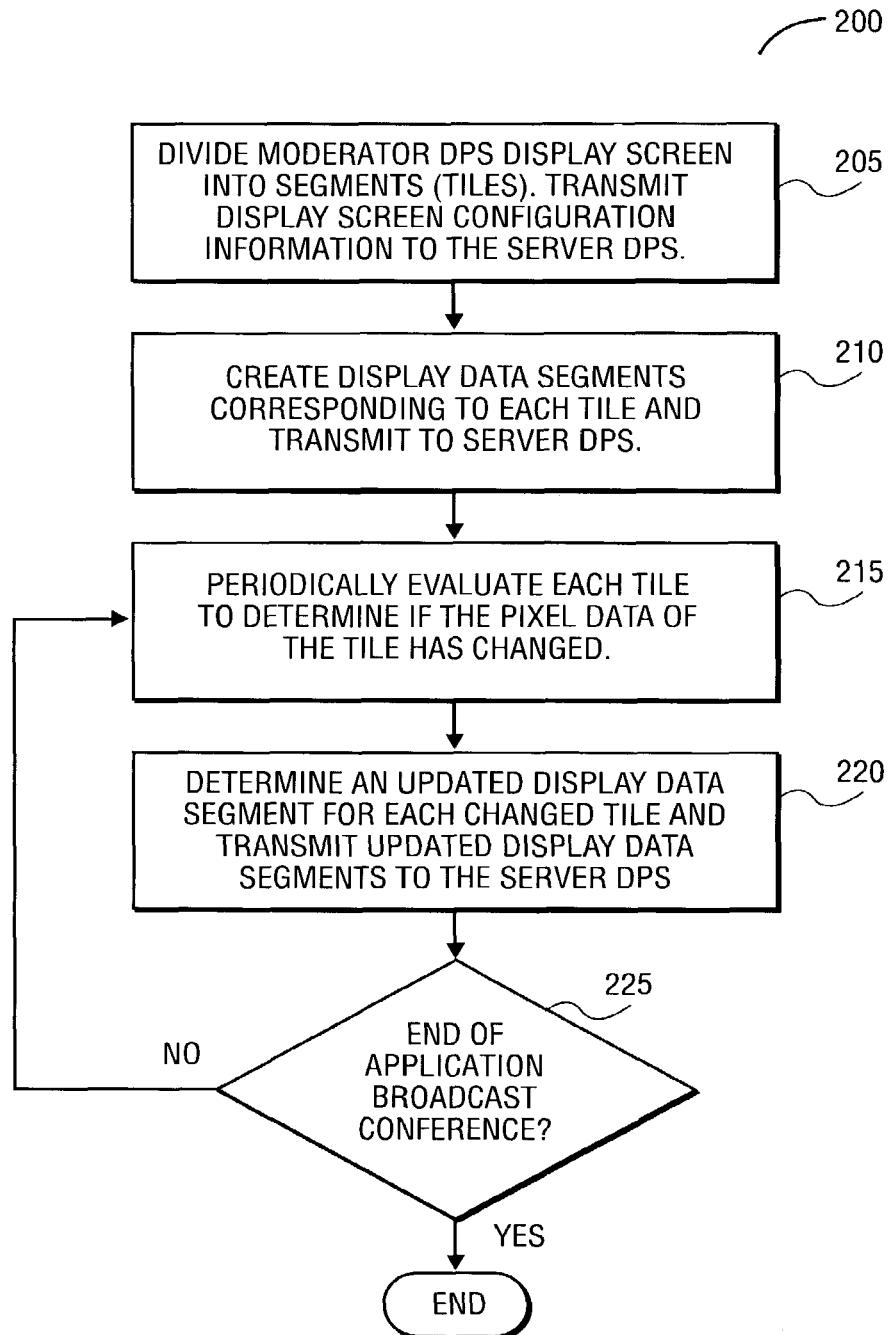 200
DIVIDE MODERATOR DPS DISPLAY SCREEN
INTO SEGMENTS (TILES). TRANSMIT
DISPLAY SCREEN CONFIGURATION
INFORMATION TO THE SERVER DPS.
205
CREATE DISPLAY DATA SEGMENTS
CORRESPONDING TO EACH TILE AND
TRANSMIT TO SERVER DPS.
210
PERIODICALLY EVALUATE EACH TILE
TO DETERMINE IF THE PIXEL DATA OF
THE TILE HAS CHANGED.
215
DETERMINE AN UPDATED DISPLAY DATA
SEGMENT FOR EACH CHANGED TILE AND
TRANSMIT UPDATED DISPLAY DATA
SEGMENTS TO THE SERVER DPS
220
225
END OF
APPLICATION
BROADCAST
CONFERENCE?
NO
YES
END